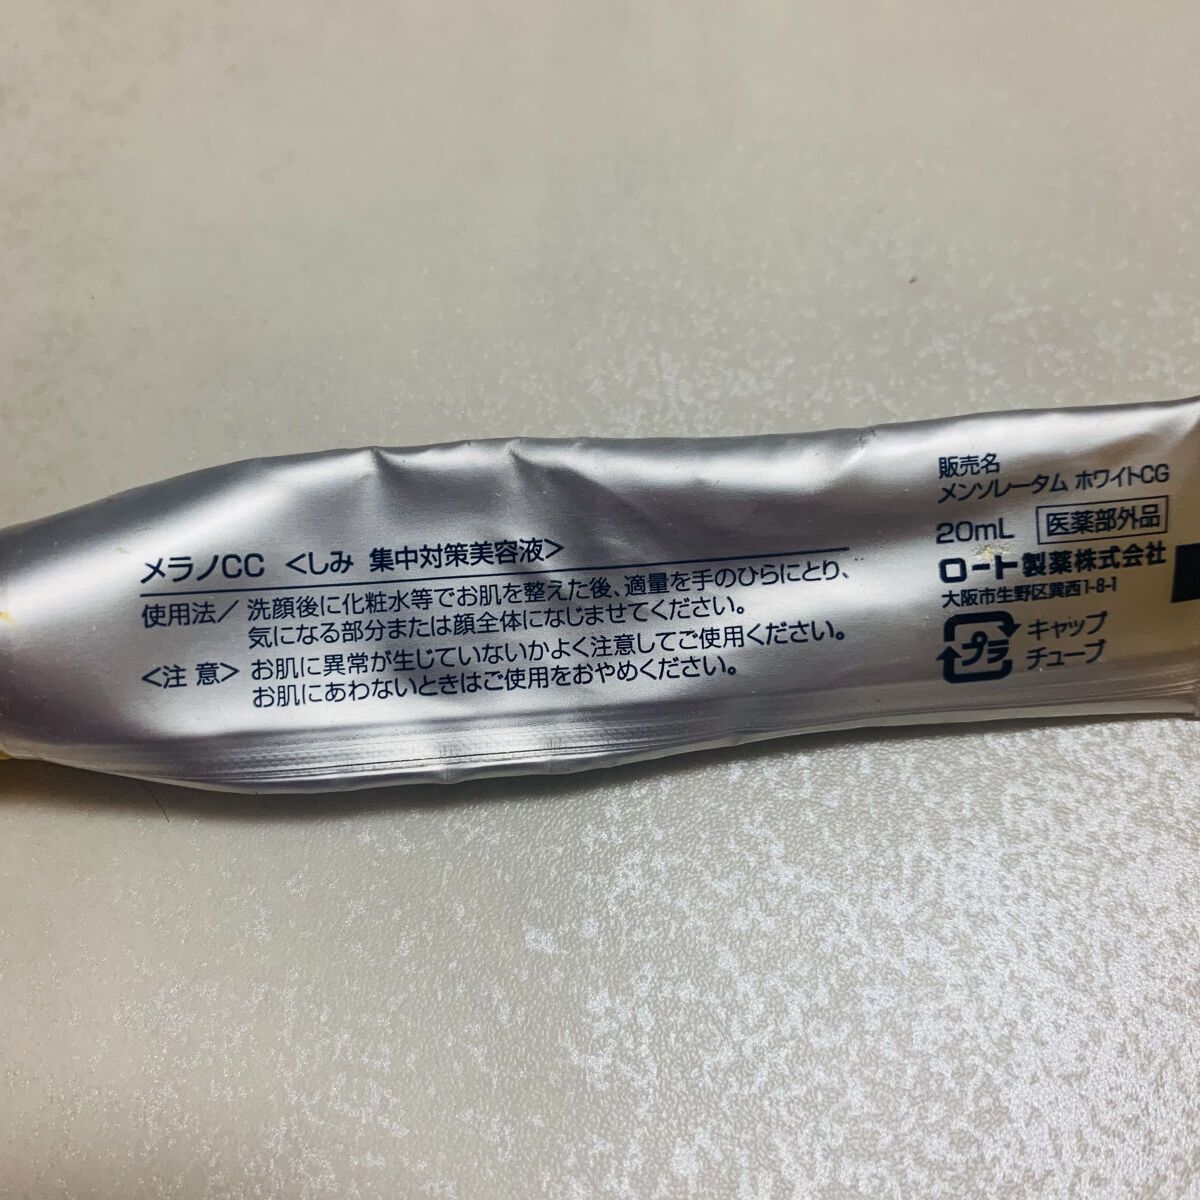 メラノCC <しみ 集中対策美容液>
使用法/ 洗顔後に化粧水等でお肌を整えた後、適量を手のひらにとり、
気になる部分または顔全体になじませてください。
<注 意> お肌に異常が生じていないかよく注意してご使用ください。
お肌にあわないときはご使用をおやめください。
販売名
メンソレータム ホワイトCG
20mL 医薬部外品
ロート製薬株式会社
大阪市生野区巽西1-8-1
プラ キャップ
チューブ